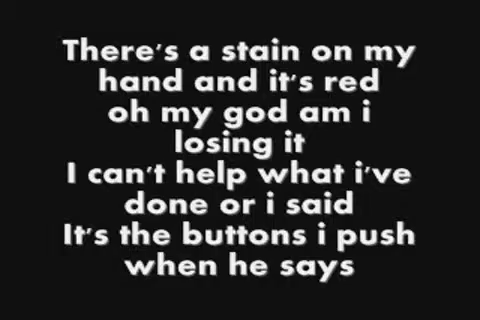 There's a stain on my
hand and it's red
oh my god am i
losing it
I can't help what i've
done or i said
It's the buttons i push
when he says